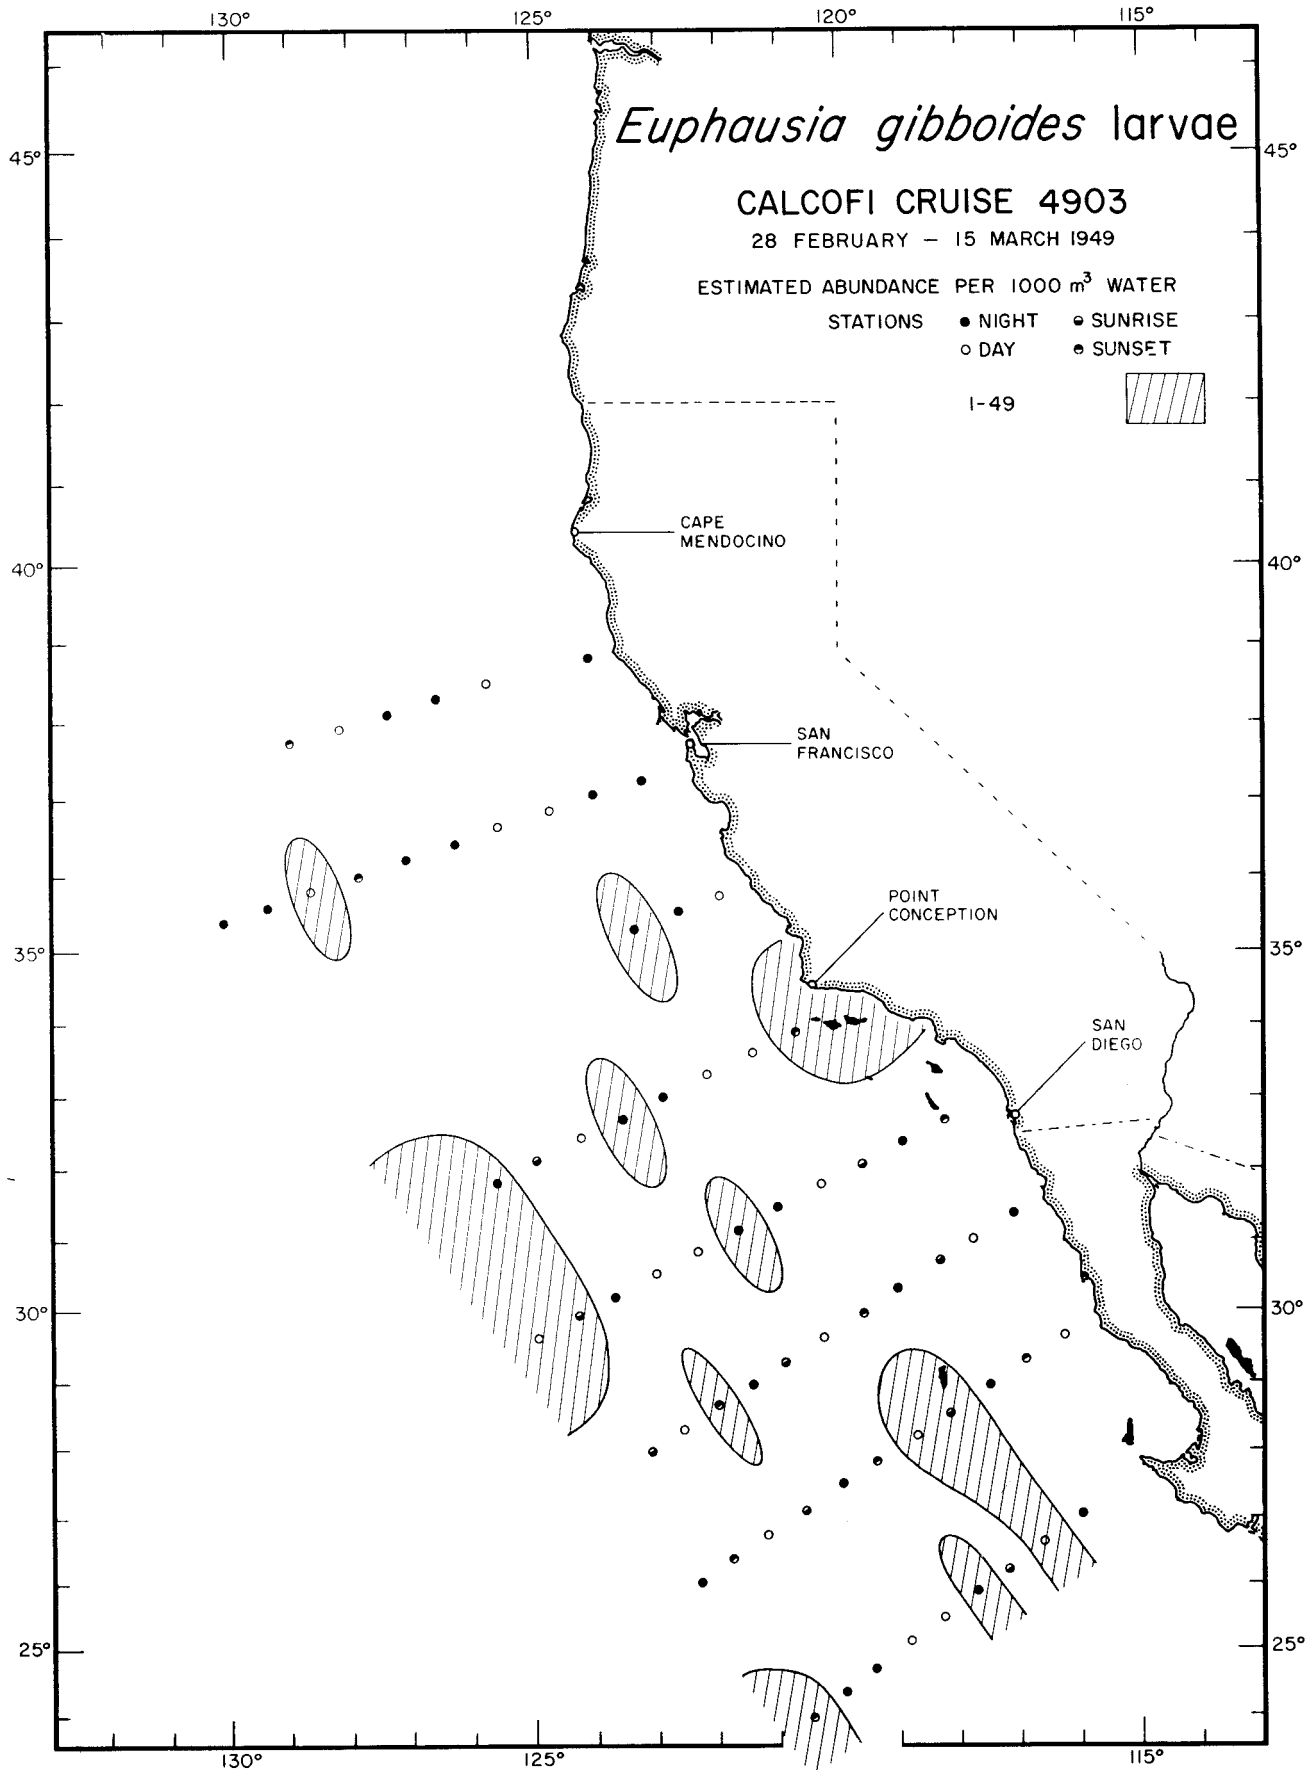 130° 125° 120° 115°
Euphausia gibboides larvae
45° 45°
CALCOFI CRUISE 4903
28 FEBRUARY – 15 MARCH 1949
ESTIMATED ABUNDANCE PER 1000 m³ WATER
STATIONS ● NIGHT ◒ SUNRISE
○ DAY ◓ SUNSET
1-49
CAPE
MENDOCINO
40° 40°
SAN
FRANCISCO
POINT
CONCEPTION
35° 35°
SAN
DIEGO
30° 30°
25° 25°
130° 125° 115°